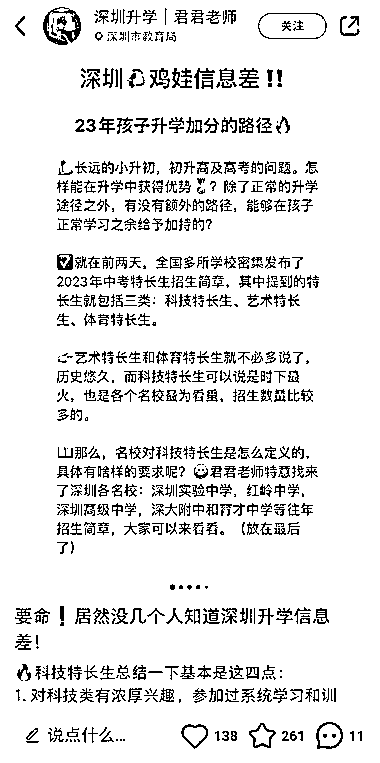 深圳升学｜君君老师
深圳市教育局
关注
深圳鸡娃信息差‼️
23年孩子升学加分的路径🔥
长远的小升初，初升高及高考的问题。怎
样能在升学中获得优势？除了正常的升学
途径之外，有没有额外的路径，能够在孩子
正常学习之余给予加持的？
就在前两天，全国多所学校密集发布了
2023年中考特长生招生简章，其中提到的特
长生就包括三类：科技特长生、艺术特长
生、体育特长生。
👉艺术特长生和体育特长生就不必多说了，
历史悠久，而科技特长生可以说是时下最
火，也是各个名校最为看重，招生数量比较
多的。
那么，名校对科技特长生是怎么定义的，
具体有啥样的要求呢？😀君君老师特意找来
了深圳各名校：深圳实验中学，红岭中学，
深圳高级中学，深大附中和育才中学等往年
招生简章，大家可以来看看。（放在最后
了）
要命❗居然没几个人知道深圳升学信息
差！
🔥科技特长生总结一下基本是这四点：
1. 对科技类有浓厚兴趣，参加过系统学习和训
说点什么...
138
261
11